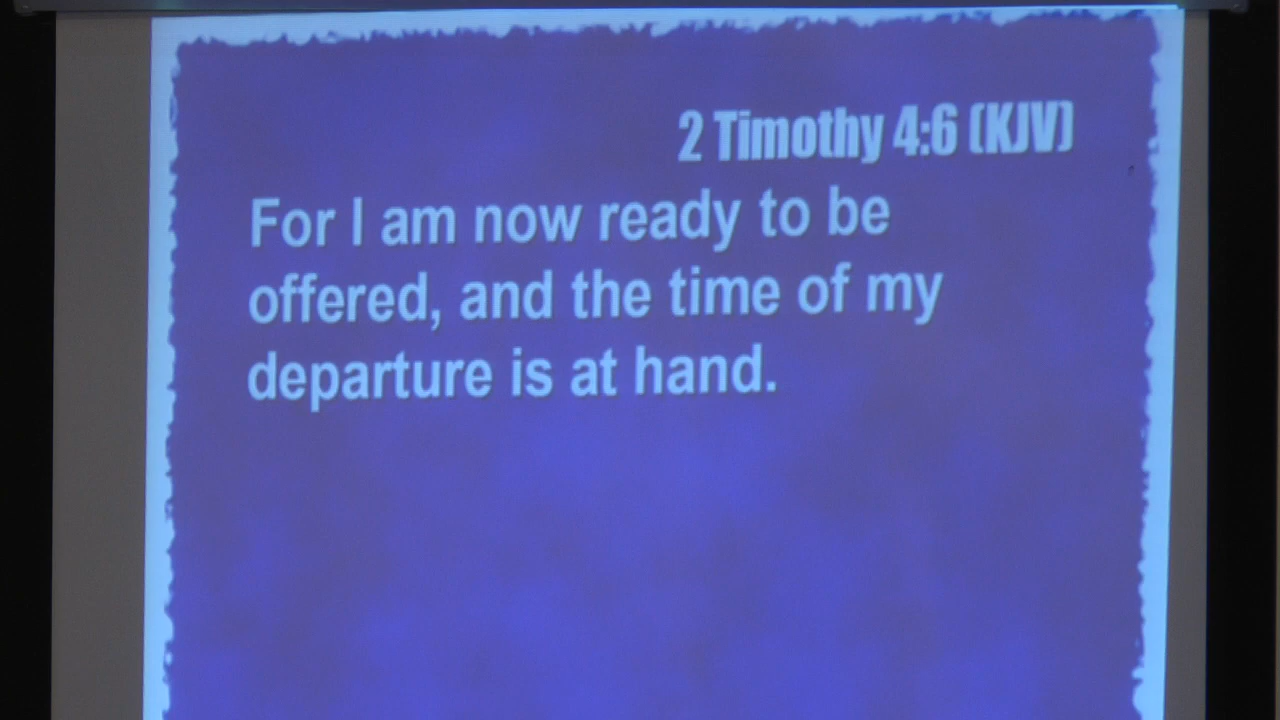 2 Timothy 4:6 (KJV)
For I am now ready to be
offered, and the time of my
departure is at hand.